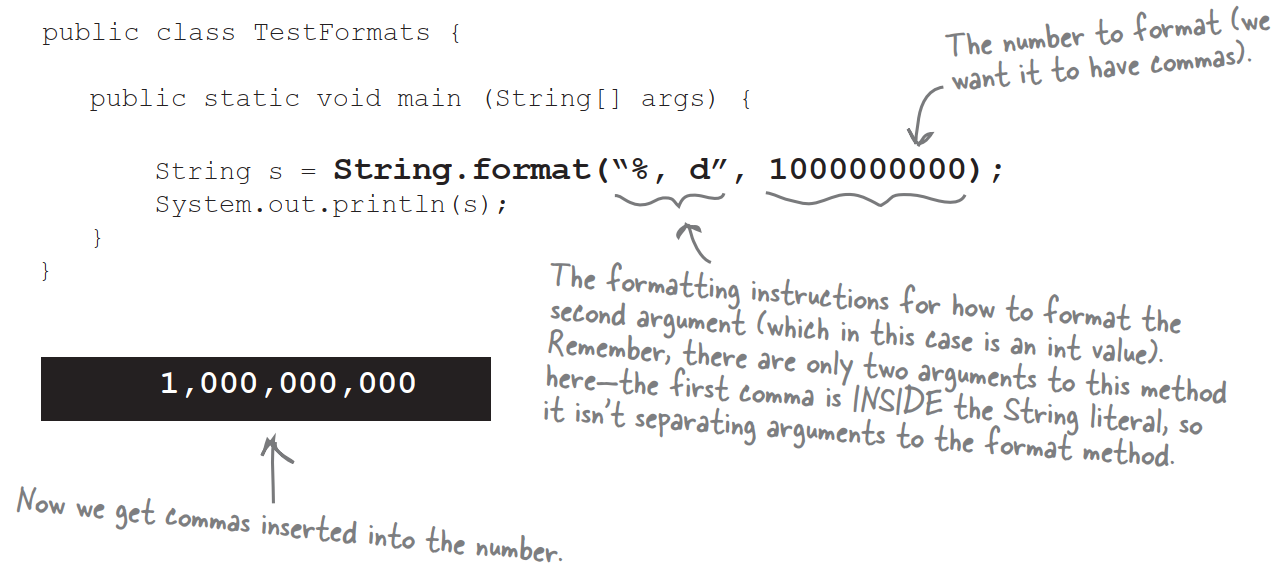 public class TestFormats {
The number to format (we
want it to have commas).
public static void main (String[] args) {
String s = String.format(“%, d”, 1000000000);
System.out.println(s);
}
}
The formatting instructions for how to format the
second argument (which in this case is an int value).
Remember, there are only two arguments to this method
here—the first comma is INSIDE the String literal, so
it isn't separating arguments to the format method.
1,000,000,000
Now we get commas inserted into the number.